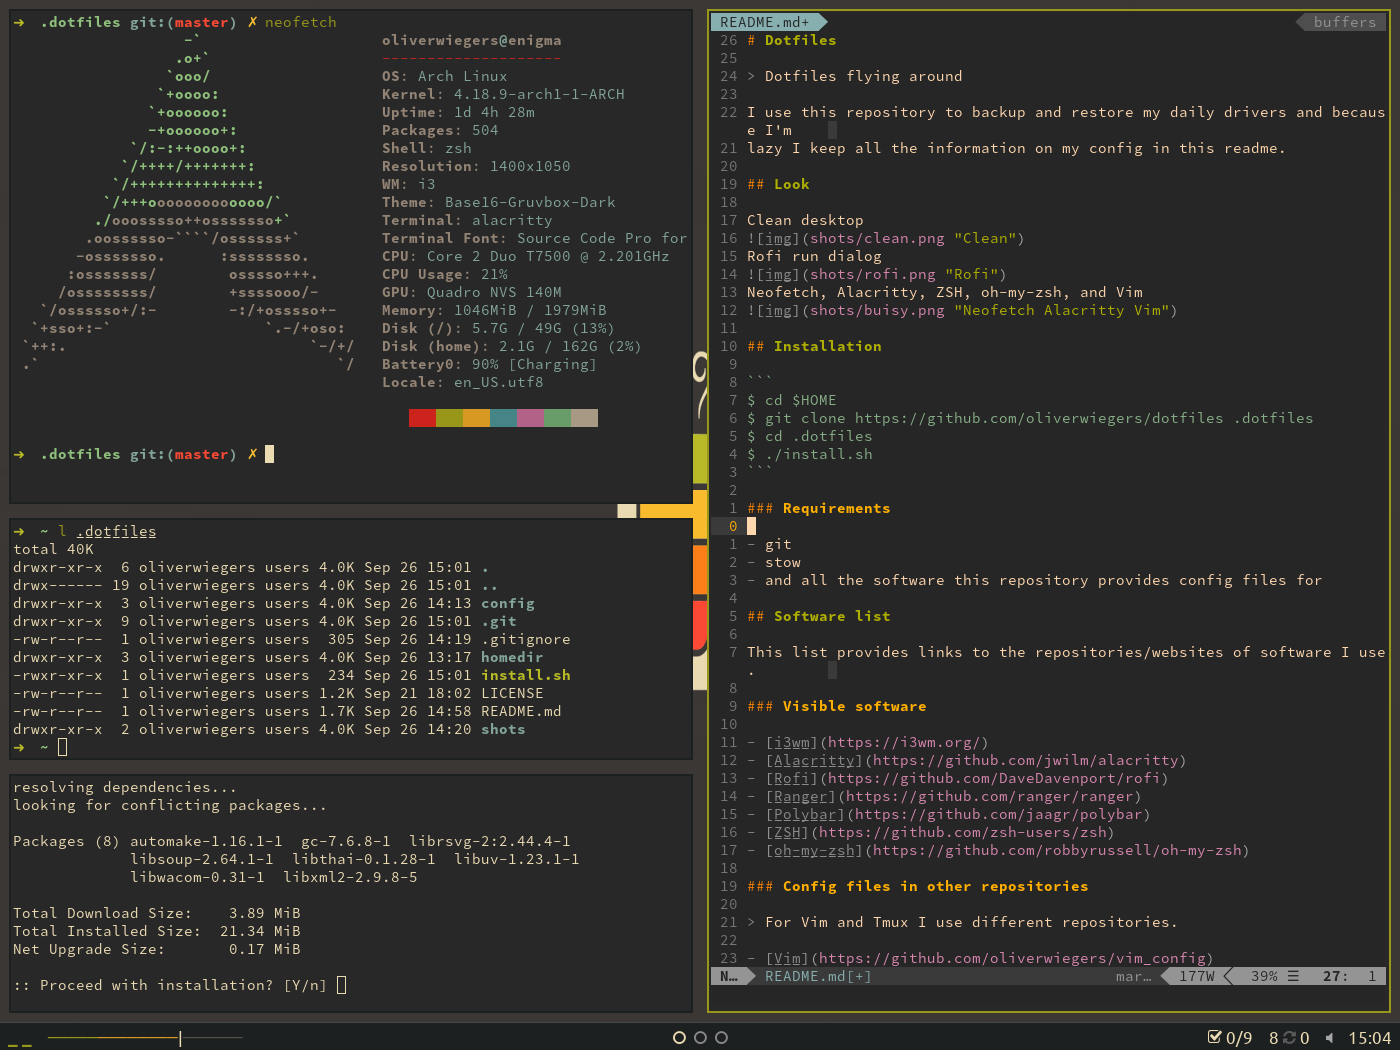 ➜  .dotfiles git:(master) ✗ neofetch
                   -`
                  .o+`
                 `ooo/
                `+oooo:
               `+oooooo:
               -+oooooo+:
             `/:-:++oooo+:
            `/++++/+++++++:
           `/++++++++++++++:
          `/+++ooooooooooooo/`
         ./ooosssso++osssssso+`
        .oossssso-````/ossssss+`
       -osssssso.      :ssssssso.
      :osssssss/        osssso+++.
     /ossssssss/        +ssssooo/-
   `/ossssso+/:-        -:/+osssso+-
  `+sso+:-`                 `.-/+oso:
 `++:.                           `-/+/
 .`                                 `/
oliverwiegers@enigma
--------------------
OS: Arch Linux
Kernel: 4.18.9-arch1-1-ARCH
Uptime: 1d 4h 28m
Packages: 504
Shell: zsh
Resolution: 1400x1050
WM: i3
Theme: Base16-Gruvbox-Dark
Terminal: alacritty
Terminal Font: Source Code Pro for
CPU: Core 2 Duo T7500 @ 2.201GHz
CPU Usage: 21%
GPU: Quadro NVS 140M
Memory: 1046MiB / 1979MiB
Disk (/): 5.7G / 49G (13%)
Disk (home): 2.1G / 162G (2%)
Battery0: 90% [Charging]
Locale: en_US.utf8
➜  .dotfiles git:(master) ✗
➜  ~ l .dotfiles
total 40K
drwxr-xr-x  6 oliverwiegers users 4.0K Sep 26 15:01 .
drwx------ 19 oliverwiegers users 4.0K Sep 26 15:01 ..
drwxr-xr-x  3 oliverwiegers users 4.0K Sep 26 14:13 config
drwxr-xr-x  9 oliverwiegers users 4.0K Sep 26 15:01 .git
-rw-r--r--  1 oliverwiegers users  305 Sep 26 14:19 .gitignore
drwxr-xr-x  3 oliverwiegers users 4.0K Sep 26 13:17 homedir
-rwxr-xr-x  1 oliverwiegers users  234 Sep 26 15:01 install.sh
-rw-r--r--  1 oliverwiegers users 1.2K Sep 21 18:02 LICENSE
-rw-r--r--  1 oliverwiegers users 1.7K Sep 26 14:58 README.md
drwxr-xr-x  2 oliverwiegers users 4.0K Sep 26 14:20 shots
➜  ~
resolving dependencies...
looking for conflicting packages...
Packages (8) automake-1.16.1-1  gc-7.6.8-1  librsvg-2:2.44.4-1
             libsoup-2.64.1-1  libthai-0.1.28-1  libuv-1.23.1-1
             libwacom-0.31-1  libxml2-2.9.8-5
Total Download Size:    3.89 MiB
Total Installed Size:  21.34 MiB
Net Upgrade Size:       0.17 MiB
:: Proceed with installation? [Y/n]
README.md+ buffers
26 # Dotfiles
25
24 > Dotfiles flying around
23
22 I use this repository to backup and restore my daily drivers and becaus
e I'm
21 lazy I keep all the information on my config in this readme.
20
19 ## Look
18
17 Clean desktop
16 ![img](shots/clean.png "Clean")
15 Rofi run dialog
14 ![img](shots/rofi.png "Rofi")
13 Neofetch, Alacritty, ZSH, oh-my-zsh, and Vim
12 ![img](shots/buisy.png "Neofetch Alacritty Vim")
11
10 ## Installation
9
8 ```
7 $ cd $HOME
6 $ git clone https://github.com/oliverwiegers/dotfiles .dotfiles
5 $ cd .dotfiles
4 $ ./install.sh
3 ```
2
1 ### Requirements
0
1 - git
2 - stow
3 - and all the software this repository provides config files for
4
5 ## Software list
6
7 This list provides links to the repositories/websites of software I use
.
8
9 ### Visible software
10
11 - [i3wm](https://i3wm.org/)
12 - [Alacritty](https://github.com/jwilm/alacritty)
13 - [Rofi](https://github.com/DaveDavenport/rofi)
14 - [Ranger](https://github.com/ranger/ranger)
15 - [Polybar](https://github.com/jaagr/polybar)
16 - [ZSH](https://github.com/zsh-users/zsh)
17 - [oh-my-zsh](https://github.com/robbyrussell/oh-my-zsh)
18
19 ### Config files in other repositories
20
21 > For Vim and Tmux I use different repositories.
22
23 - [Vim](https://github.com/oliverwiegers/vim_config)
N… README.md[+] mar… 177W 39% ☰ 27: 1
0/9 8 0 15:04